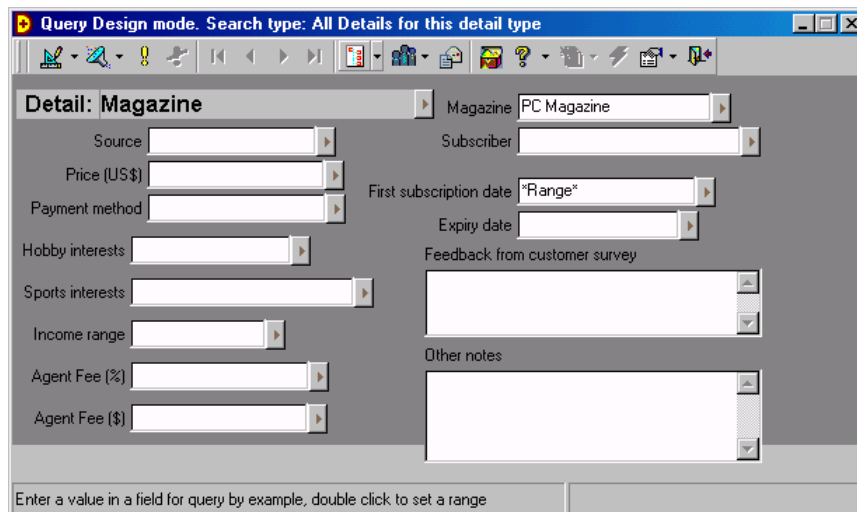 Query Design mode. Search type: All Details for this detail type
Detail: Magazine
Magazine PC Magazine
Source
Subscriber
Price (US$)
First subscription date *Range*
Payment method
Expiry date
Hobby interests
Feedback from customer survey
Sports interests
Income range
Other notes
Agent Fee (%)
Agent Fee ($)
Enter a value in a field for query by example, double click to set a range